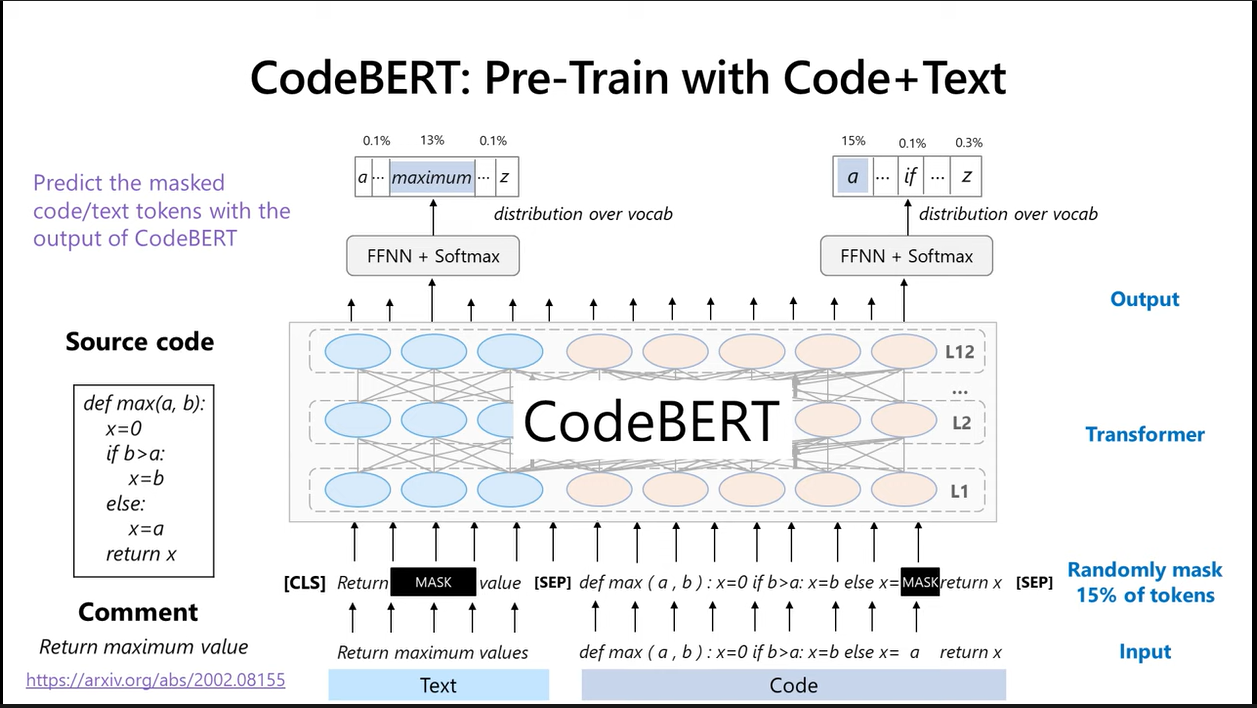 CodeBERT: Pre-Train with Code+Text
0.1% 13% 0.1%
a ... maximum ... z
distribution over vocab
FFNN + Softmax
15% 0.1% 0.3%
a ... if ... z
distribution over vocab
FFNN + Softmax
Predict the masked
code/text tokens with the
output of CodeBERT
Output
Source code
def max(a, b):
x=0
if b>a:
x=b
else:
x=a
return x
L12
...
CodeBERT
L2
L1
Transformer
[CLS] Return MASK value [SEP] def max ( a , b ) : x=0 if b>a: x=b else x= MASK return x [SEP]
Randomly mask
15% of tokens
Comment
Return maximum value
https://arxiv.org/abs/2002.08155
Return maximum values
def max ( a , b ) : x=0 if b>a: x=b else x= a return x
Input
Text
Code